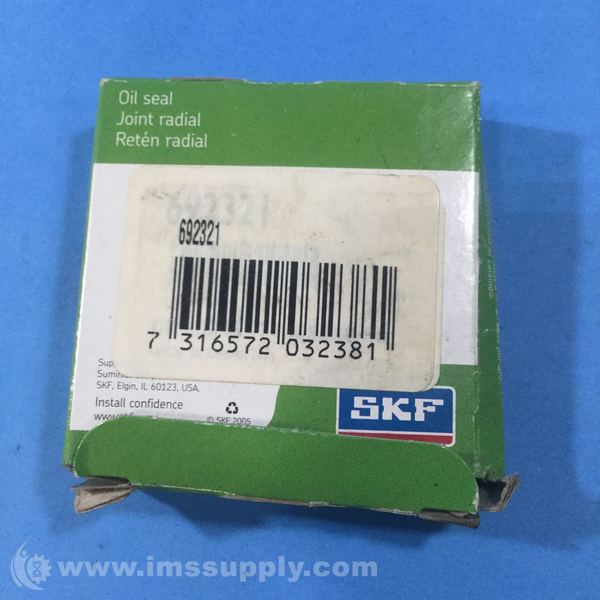 Oil seal
Joint radial
Retén radial
692321
692321
7 316572 032381
SKF, Elgin, IL 60123, USA.
Install confidence
© SKF 2005
SKF
www.imssupply.com